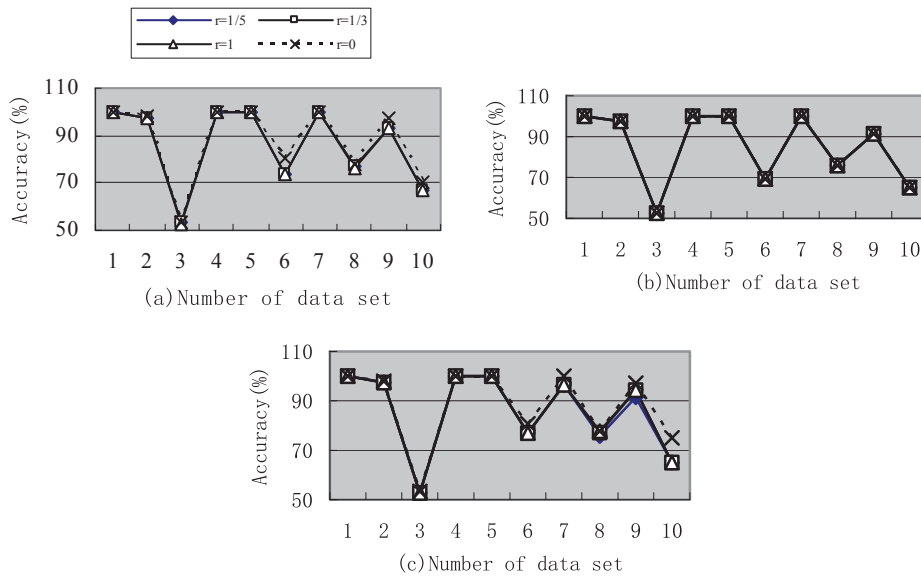 r=1/5 r=1/3
r=1 r=0
110
90
70
50
Accuracy(%)
1 2 3 4 5 6 7 8 9 10
(a)Number of data set
110
90
70
50
Accuracy(%)
1 2 3 4 5 6 7 8 9 10
(b)Number of data set
110
90
70
50
Accuracy(%)
1 2 3 4 5 6 7 8 9 10
(c)Number of data set